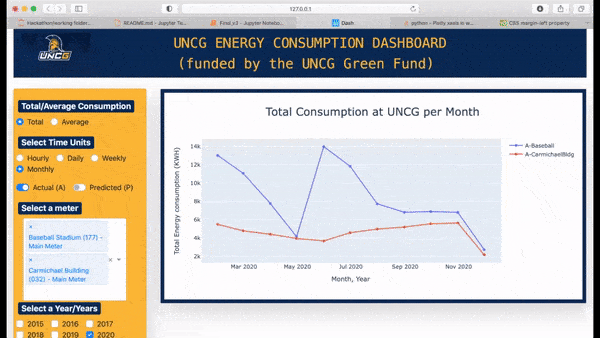 127.0.0.1
Hackathon/working folder...
README.md - Jupyter Te...
Final_v2 - Jupyter Notebo...
Dash
python - Plotly xaxis is w...
CSS margin-left property
UNCG
UNCG ENERGY CONSUMPTION DASHBOARD
(funded by the UNCG Green Fund)
Total/Average Consumption
Total Average
Select Time Units
Hourly Daily Weekly
Monthly
Actual (A) Predicted (P)
Select a meter
× Baseball Stadium (177) -
Main Meter
× Carmichael Building
(032) - Main Meter
Select a Year/Years
2015 2016 2017
2018 2019 2020
Total Consumption at UNCG per Month
Total Energy consumption (KWH)
14k
12k
10k
8k
6k
4k
2k
Mar 2020 May 2020 Jul 2020 Sep 2020 Nov 2020
Month, Year
A-Baseball
A-CarmichaelBldg